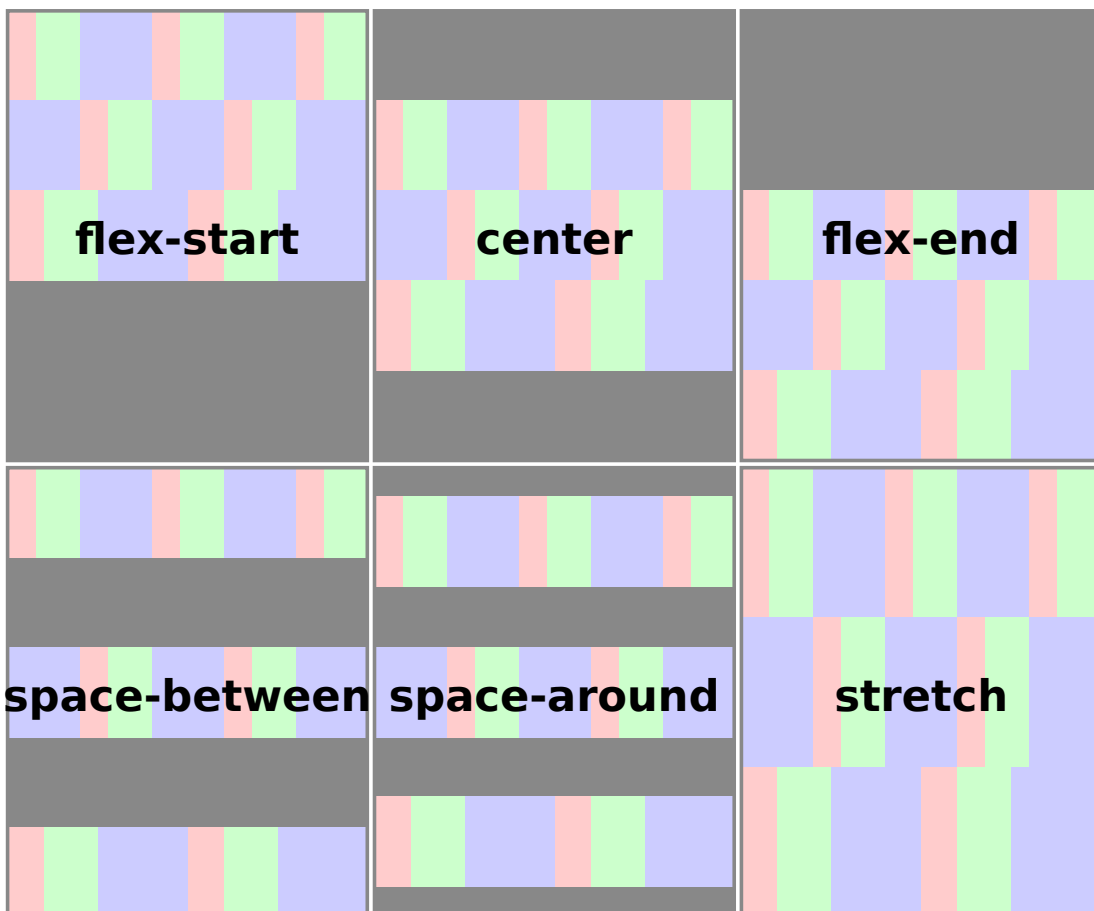 flex-start
center
flex-end
space-between
space-around
stretch